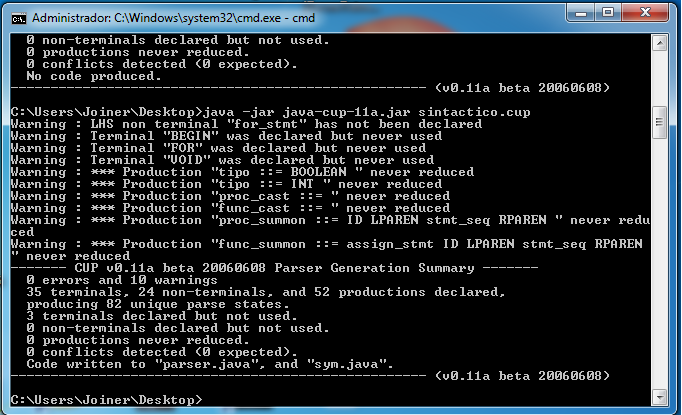 Administrador: C:\Windows\system32\cmd.exe - cmd
0 non-terminals declared but not used.
0 productions never reduced.
0 conflicts detected (0 expected).
No code produced.
---------------------------------------------------- (v0.11a beta 20060608)
C:\Users\Joiner\Desktop>java -jar java-cup-11a.jar sintactico.cup
Warning : LHS non terminal "for_stmt" has not been declared
Warning : Terminal "BEGIN" was declared but never used
Warning : Terminal "FOR" was declared but never used
Warning : Terminal "VOID" was declared but never used
Warning : *** Production "tipo ::= BOOLEAN " never reduced
Warning : *** Production "tipo ::= INT " never reduced
Warning : *** Production "proc_cast ::= " never reduced
Warning : *** Production "func_cast ::= " never reduced
Warning : *** Production "proc_summon ::= ID LPAREN stmt_seq RPAREN " never redu
ced
Warning : *** Production "func_summon ::= assign_stmt ID LPAREN stmt_seq RPAREN
" never reduced
------- CUP v0.11a beta 20060608 Parser Generation Summary -------
0 errors and 10 warnings
35 terminals, 24 non-terminals, and 52 productions declared,
producing 82 unique parse states.
3 terminals declared but not used.
0 non-terminals declared but not used.
0 productions never reduced.
0 conflicts detected (0 expected).
Code written to "parser.java", and "sym.java".
---------------------------------------------------- (v0.11a beta 20060608)
C:\Users\Joiner\Desktop>